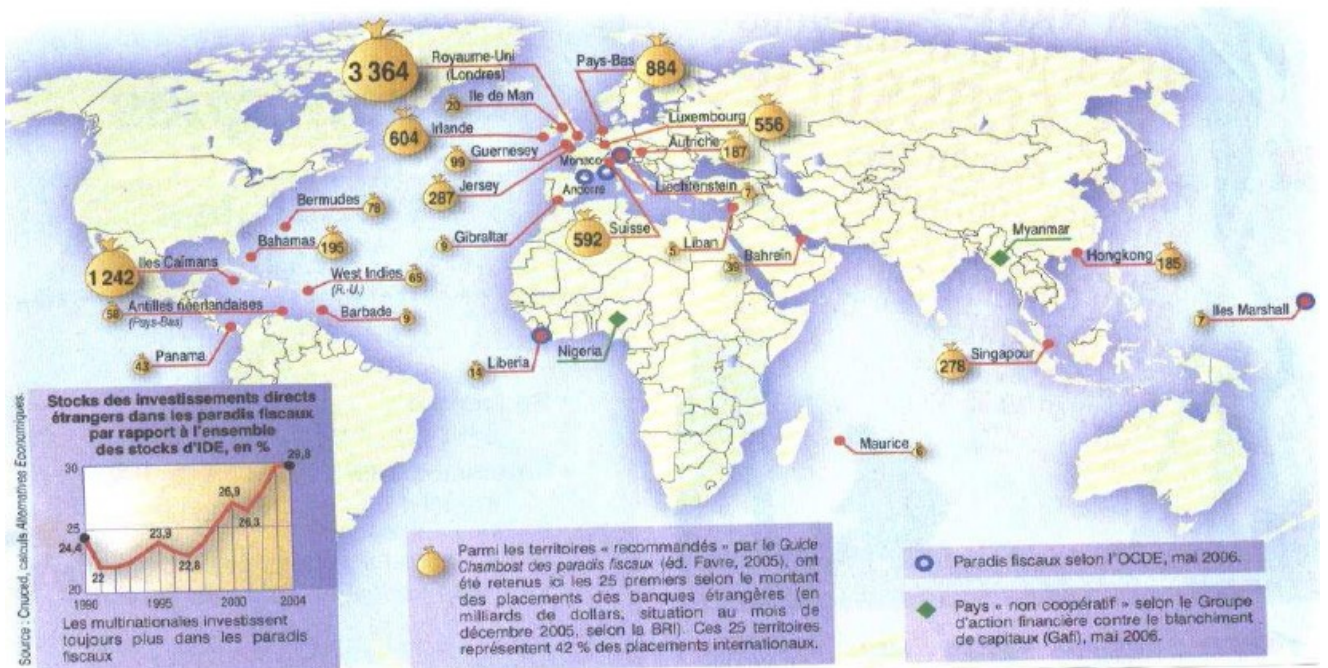 3 364
Royaume-Uni
(Londres)
Pays-Bas
884
20
Ile de Man
604
Irlande
Luxembourg
556
99
Guernesey
Autriche
187
Monaco
287
Jersey
Andorre
Liechtenstein
7
Bermudes
78
Bahamas
195
9
Gibraltar
592
Suisse
5
Liban
39
Bahreïn
Myanmar
Hongkong
185
1 242
Iles Caïmans
West Indies
(R.-U.)
65
58
Antilles néerlandaises
(Pays-Bas)
Barbade
9
43
Panama
14
Liberia
Nigeria
278
Singapour
7
Iles Marshall
Maurice
6
Stocks des investissements directs
étrangers dans les paradis fiscaux
par rapport à l'ensemble
des stocks d'IDE, en %
30
29,8
26,9
26,3
25
24,4
23,9
22
22,8
20
1990
1995
2000
2004
Les multinationales investissent
toujours plus dans les paradis
fiscaux
Source : Cnuced, calculs Alternatives Economiques.
Parmi les territoires « recommandés » par le Guide
Chambost des paradis fiscaux (éd. Favre, 2005), ont
été retenus ici les 25 premiers selon le montant
des placements des banques étrangères (en
milliards de dollars, situation au mois de
décembre 2005, selon la BRI). Ces 25 territoires
représentent 42 % des placements internationaux.
Paradis fiscaux selon l'OCDE, mai 2006.
Pays « non coopératif » selon le Groupe
d'action financière contre le blanchiment
de capitaux (Gafi), mai 2006.